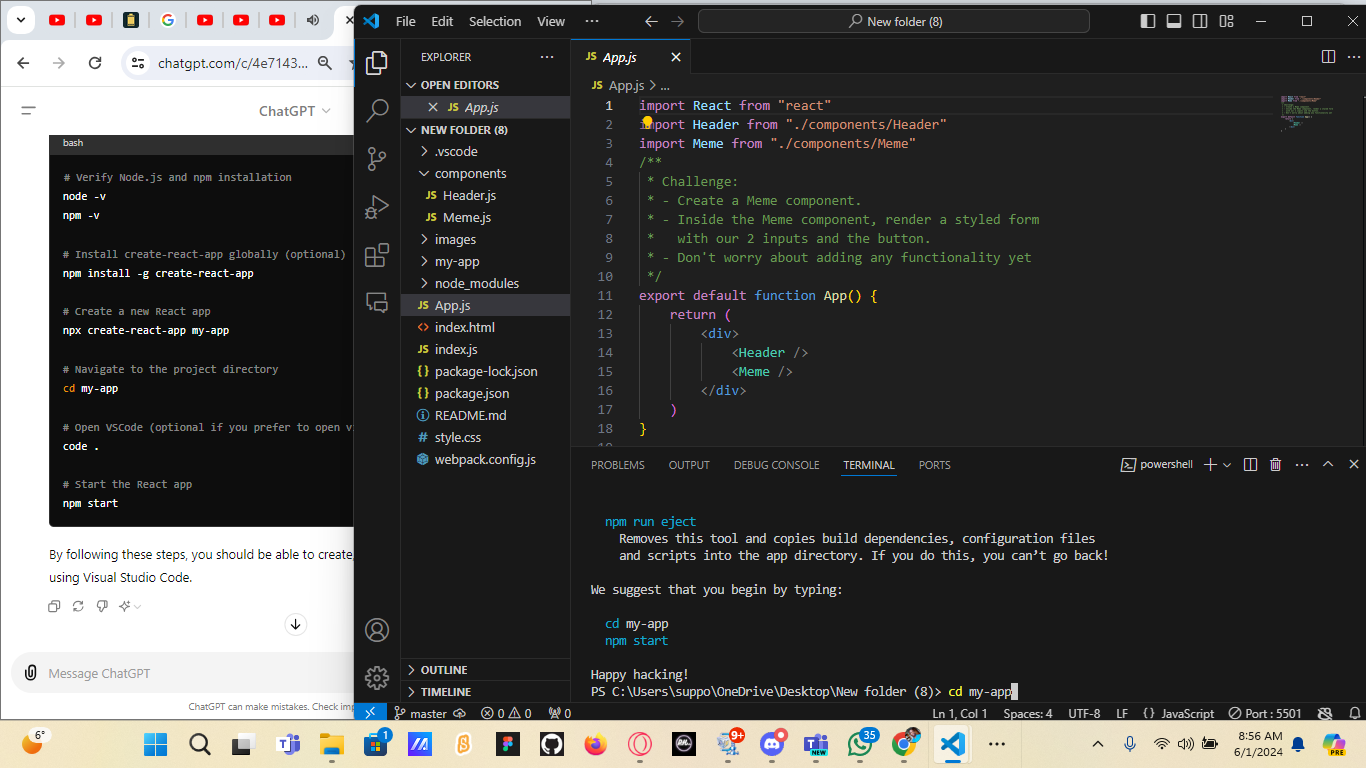 chatgpt.com/c/4e7143...
ChatGPT
bash
# Verify Node.js and npm installation
node -v
npm -v
# Install create-react-app globally (optional)
npm install -g create-react-app
# Create a new React app
npx create-react-app my-app
# Navigate to the project directory
cd my-app
# Open VSCode (optional if you prefer to open
code .
# Start the React app
npm start
By following these steps, you should be able to create,
using Visual Studio Code.
Message ChatGPT
ChatGPT can make mistakes. Check
File Edit Selection View ···
New folder (8)
EXPLORER ···
OPEN EDITORS
JS App.js
NEW FOLDER (8)
.vscode
components
JS Header.js
JS Meme.js
images
my-app
node_modules
JS App.js
<> index.html
JS index.js
{} package-lock.json
{} package.json
README.md
# style.css
webpack.config.js
OUTLINE
TIMELINE
JS App.js
JS App.js > ...
1 import React from "react"
2 import Header from "./components/Header"
3 import Meme from "./components/Meme"
4 /**
5 * Challenge:
6 * - Create a Meme component.
7 * - Inside the Meme component, render a styled form
8 *   with our 2 inputs and the button.
9 * - Don't worry about adding any functionality yet
10 */
11 export default function App() {
12 return (
13 <div>
14 <Header />
15 <Meme />
16 </div>
17 )
18 }
PROBLEMS OUTPUT DEBUG CONSOLE TERMINAL PORTS
powershell
npm run eject
Removes this tool and copies build dependencies, configuration files
and scripts into the app directory. If you do this, you can’t go back!
We suggest that you begin by typing:
cd my-app
npm start
Happy hacking!
PS C:\Users\suppo\OneDrive\Desktop\New folder (8)> cd my-app
master 0 0 0 Ln 1, Col 1 Spaces: 4 UTF-8 LF {} JavaScript Port : 5501
6°
1
9+
NEW
35
PRE
8:56 AM
6/1/2024